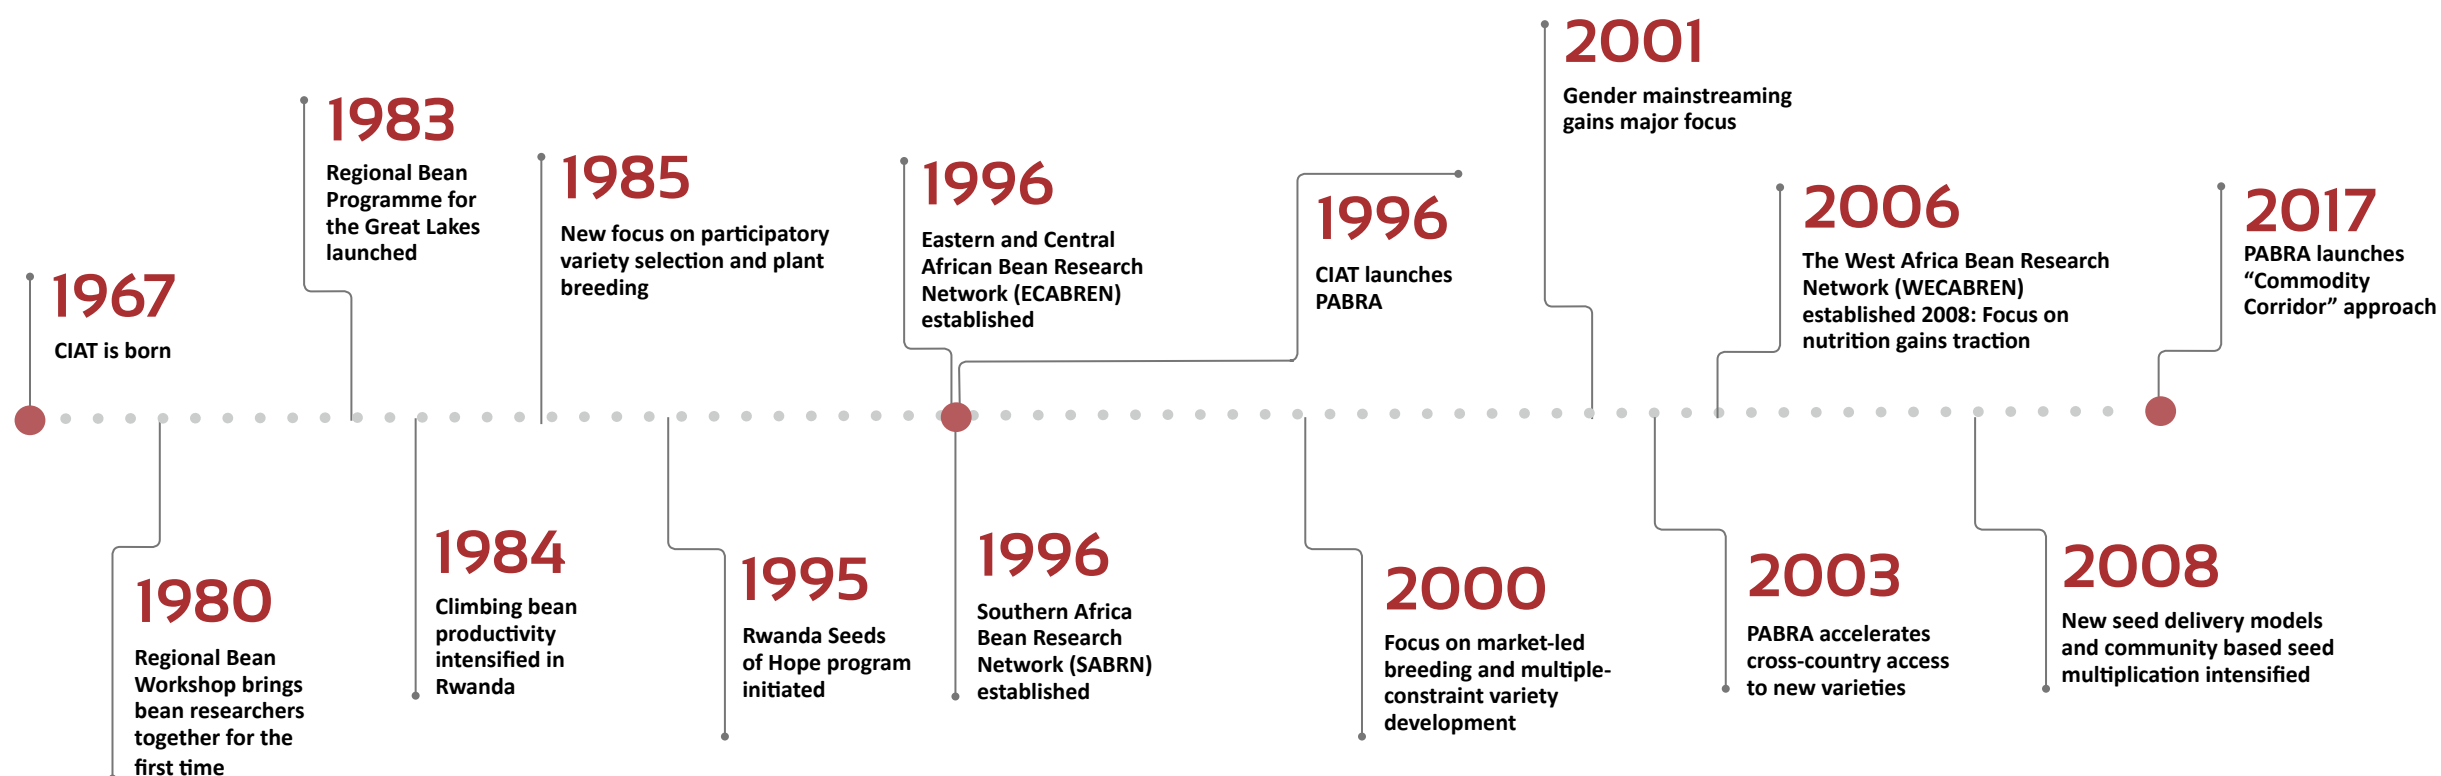 1967
CIAT is born
1980
Regional Bean
Workshop brings
bean researchers
together for the
first time
1983
Regional Bean
Programme for
the Great Lakes
launched
1984
Climbing bean
productivity
intensified in
Rwanda
1985
New focus on participatory
variety selection and plant
breeding
1995
Rwanda Seeds
of Hope program
initiated
1996
Eastern and Central
African Bean Research
Network (ECABREN)
established
1996
Southern Africa
Bean Research
Network (SABRN)
established
1996
CIAT launches
PABRA
2000
Focus on market-led
breeding and multiple-
constraint variety
development
2001
Gender mainstreaming
gains major focus
2003
PABRA accelerates
cross-country access
to new varieties
2006
The West Africa Bean Research
Network (WECABREN)
established 2008: Focus on
nutrition gains traction
2008
New seed delivery models
and community based seed
multiplication intensified
2017
PABRA launches
“Commodity
Corridor” approach